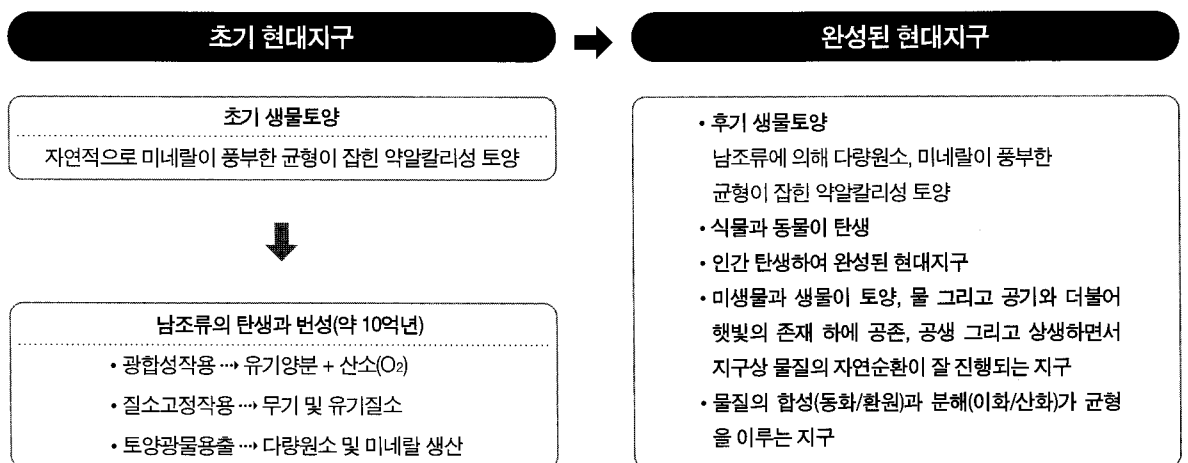 초기 현대지구
초기 생물토양
자연적으로 미네랄이 풍부한 균형이 잡힌 약알칼리성 토양
남조류의 탄생과 번성(약 10억년)
• 광합성작용 ⋯→ 유기양분 + 산소(O₂)
• 질소고정작용 ⋯→ 무기 및 유기질소
• 토양광물용출 ⋯→ 다량원소 및 미네랄 생산
완성된 현대지구
• 후기 생물토양
남조류에 의해 다량원소, 미네랄이 풍부한
균형이 잡힌 약알칼리성 토양
• 식물과 동물이 탄생
• 인간 탄생하여 완성된 현대지구
• 미생물과 생물이 토양, 물 그리고 공기와 더불어
햇빛의 존재 하에 공존, 공생 그리고 상생하면서
지구상 물질의 자연순환이 잘 진행되는 지구
• 물질의 합성(동화/환원)과 분해(이화/산화)가 균형
을 이루는 지구